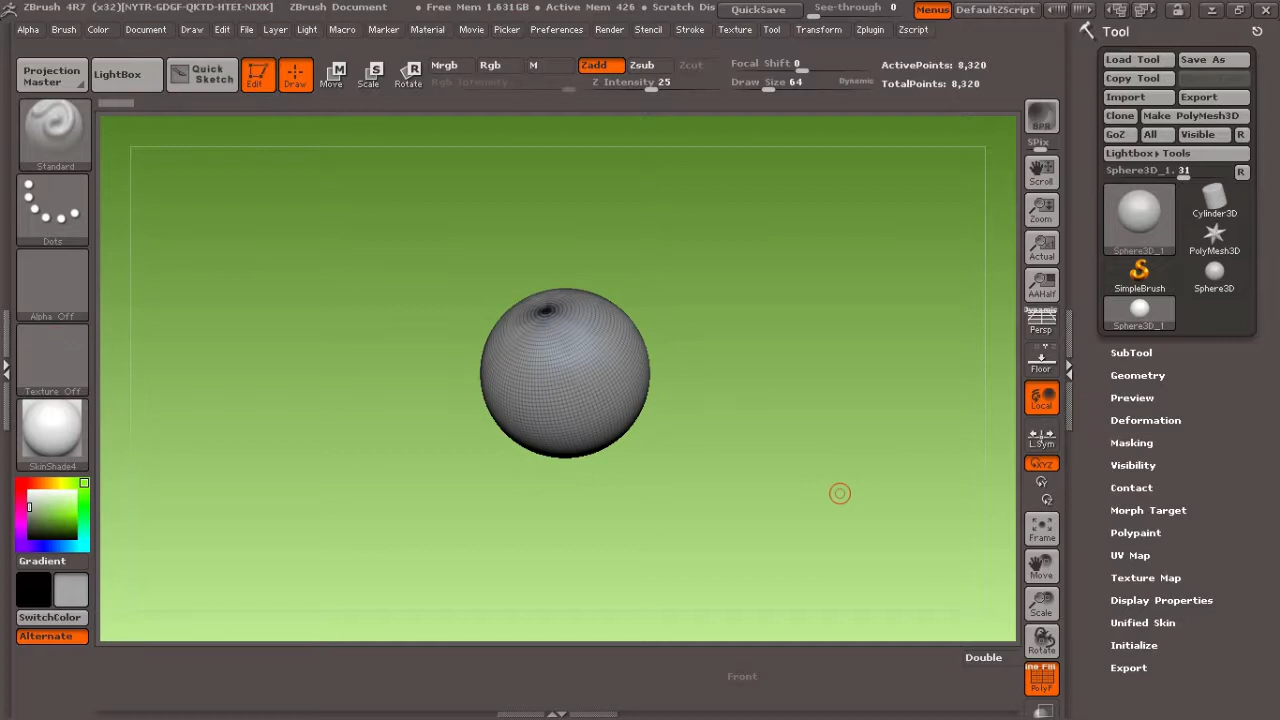 ZBrush 4R7 (x32)[NYTR-GDGF-QKTD-HTEI-NIXK] ZBrush Document • Free Mem 1.631GB • Active Mem 426 • Scratch Dis QuickSave See-through 0 Menus DefaultZScript
Alpha Brush Color Document Draw Edit File Layer Light Macro Marker Material Movie Picker Preferences Render Stencil Stroke Texture Tool Transform Zplugin Zscript
Tool
Load Tool Save As
Copy Tool
Import Export
Clone Make PolyMesh3D
GoZ All Visible R
Lightbox▸Tools
Sphere3D_1. 31 R
Sphere3D_1
Cylinder3D
PolyMesh3D
SimpleBrush
Sphere3D
Sphere3D_1
SubTool
Geometry
Preview
Deformation
Masking
Visibility
Contact
Morph Target
Polypaint
UV Map
Texture Map
Display Properties
Unified Skin
Initialize
Export
Projection
Master
LightBox
Quick
Sketch
Edit
Draw
Move
Scale
Rotate
Mrgb Rgb M
Rgb Intensity
Zadd Zsub Zcut
Z Intensity 25
Focal Shift 0
Draw Size 64 Dynamic
ActivePoints: 8,320
TotalPoints: 8,320
Standard
Dots
Alpha Off
Texture Off
SkinShade4
Gradient
SwitchColor
Alternate
BPR
SPix
Scroll
Zoom
Actual
AAHalf
Dynamic
Persp
Floor
Local
L.Sym
XYZ
Y
Z
Frame
Move
Scale
Rotate
PolyF
Double
Front